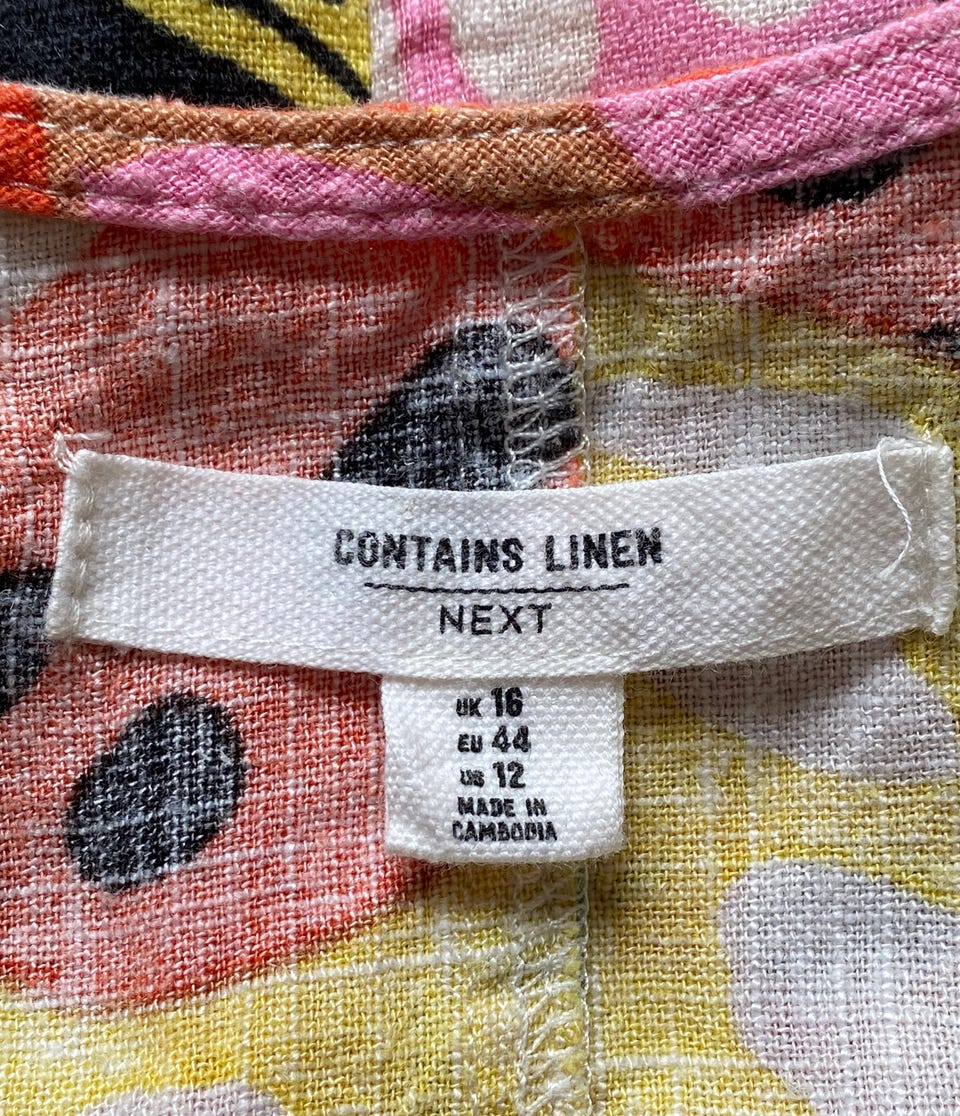 CONTAINS LINEN
NEXT
UK 16
EU 44
US 12
MADE IN
CAMBODIA